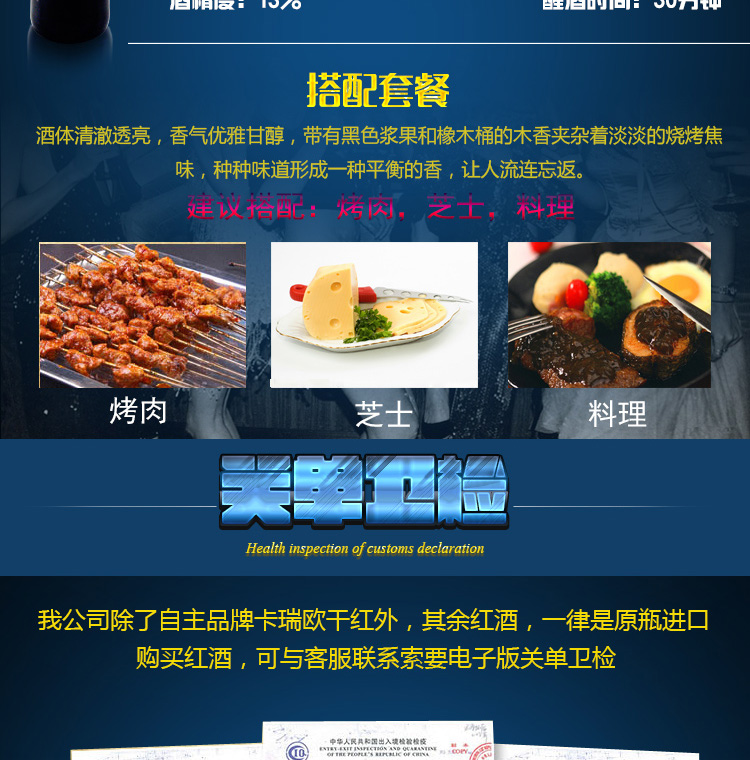 酒精度：13%
醒酒时间：30分钟
搭配套餐
酒体清澈透亮，香气优雅甘醇，带有黑色浆果和橡木桶的木香夹杂着淡淡的烧烤焦
味，种种味道形成一种平衡的香，让人流连忘返。
建议搭配：烤肉，芝士，料理
烤肉
芝士
料理
关单卫检
Health inspection of customs declaration
我公司除了自主品牌卡瑞欧干红外，其余红酒，一律是原瓶进口
购买红酒，可与客服联系索要电子版关单卫检
中华人民共和国出入境检验检疫
ENTRY-EXIT INSPECTION AND QUARANTINE
OF THE PEOPLE'S REPUBLIC OF CHINA
COPY